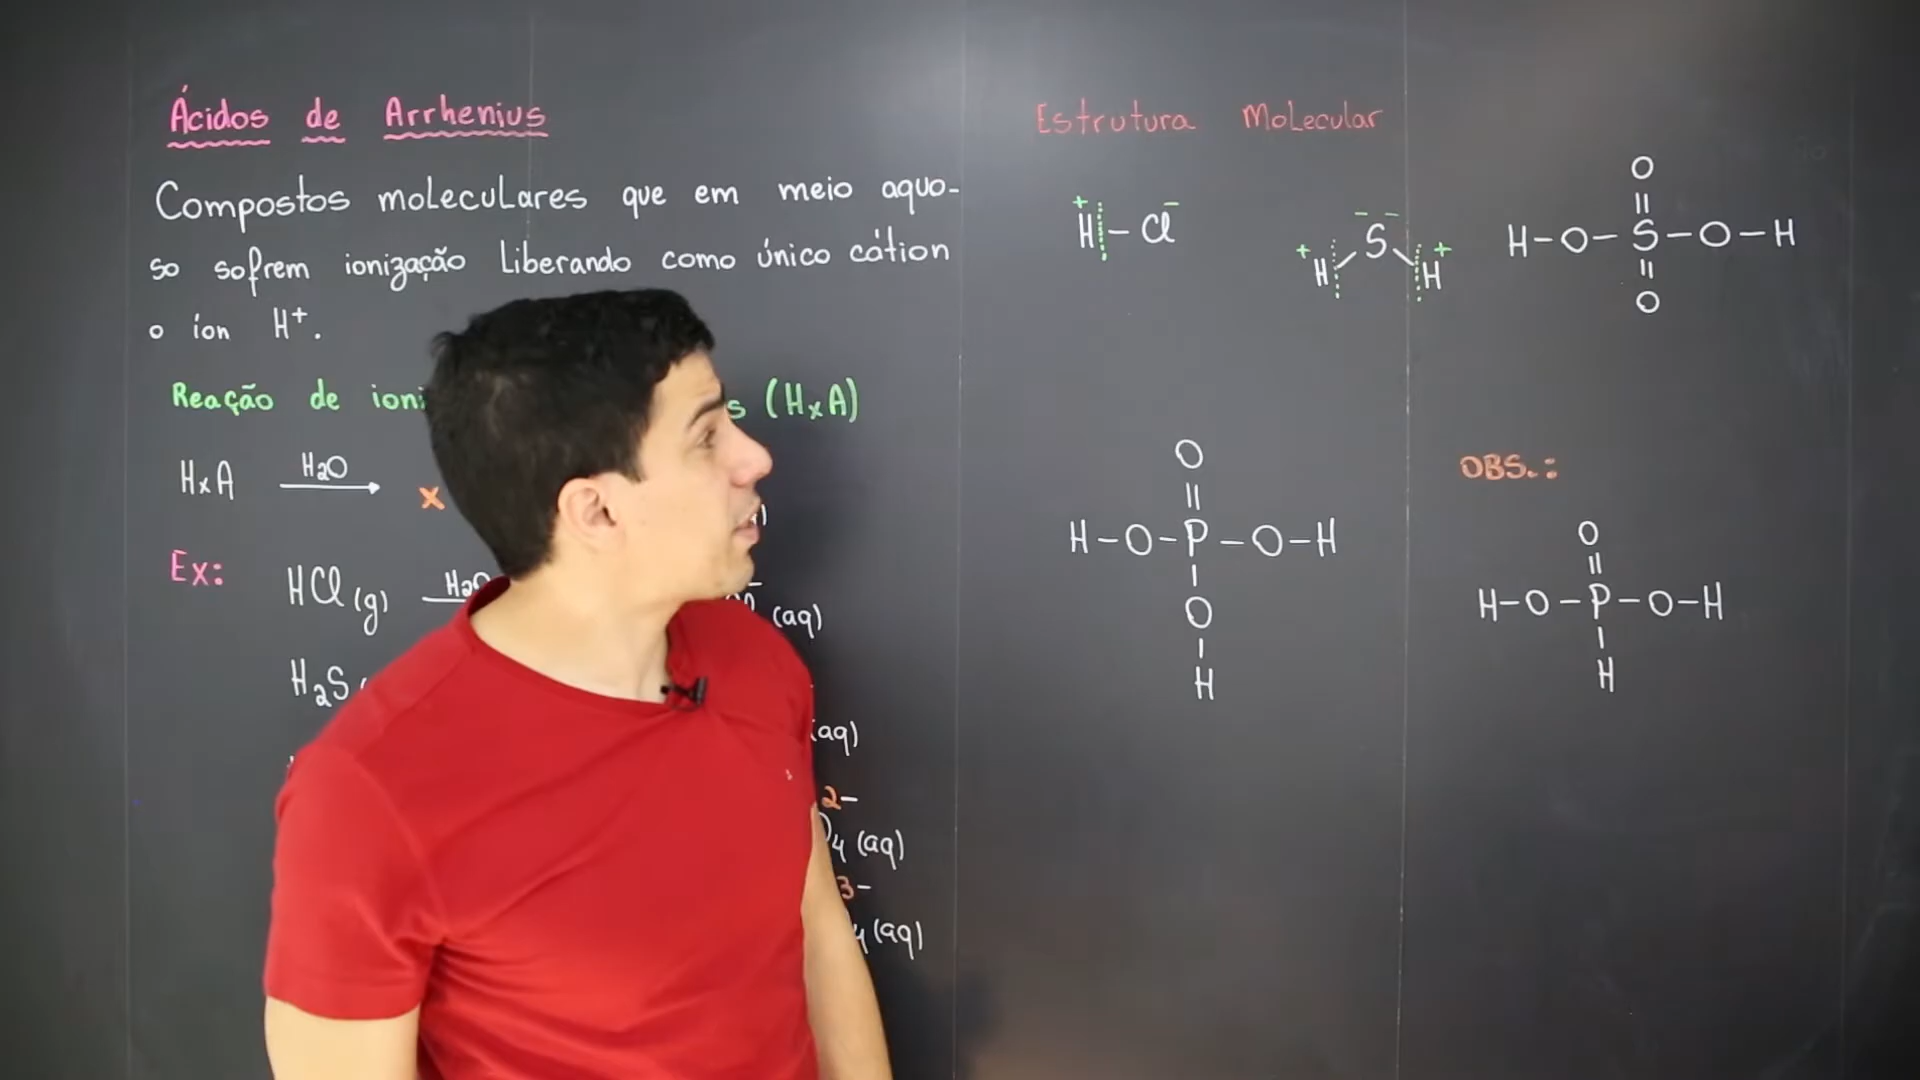 Ácidos de Arrhenius
Compostos moleculares que em meio aquo-
so sofrem ionização Liberando como único cátion
o íon H⁺.
Reação de (HxA)
HxA H₂O x
Ex: HCl (g) (aq)
H₂S (aq)
2-
4 (aq)
3-
4 (aq)
Estrutura Molecular
+ -
H - Cl
- -
+ S +
H H
O
||
H - O - S - O - H
||
O
O
||
H - O - P - O - H
|
O
|
H
OBS.:
O
||
H - O - P - O - H
|
H